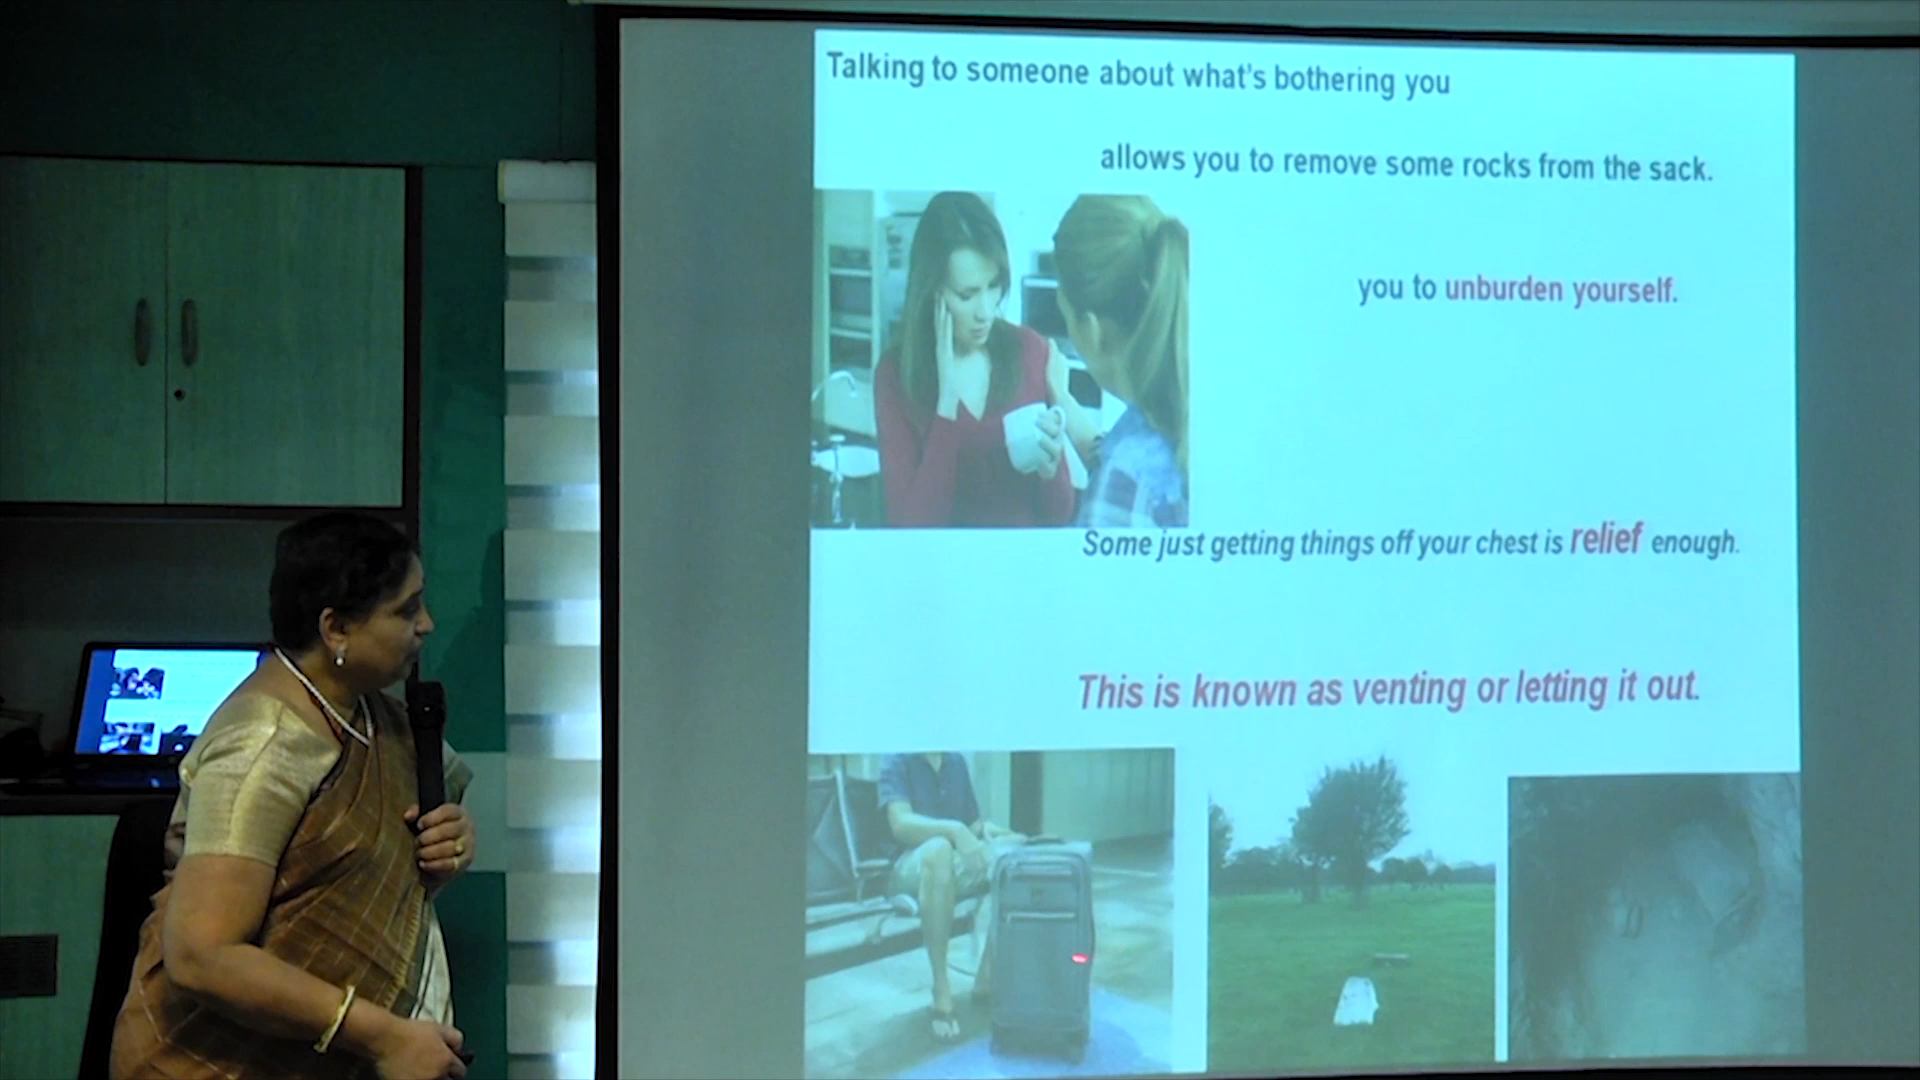 Talking to someone about what's bothering you
allows you to remove some rocks from the sack.
you to unburden yourself.
Some just getting things off your chest is relief enough.
This is known as venting or letting it out.